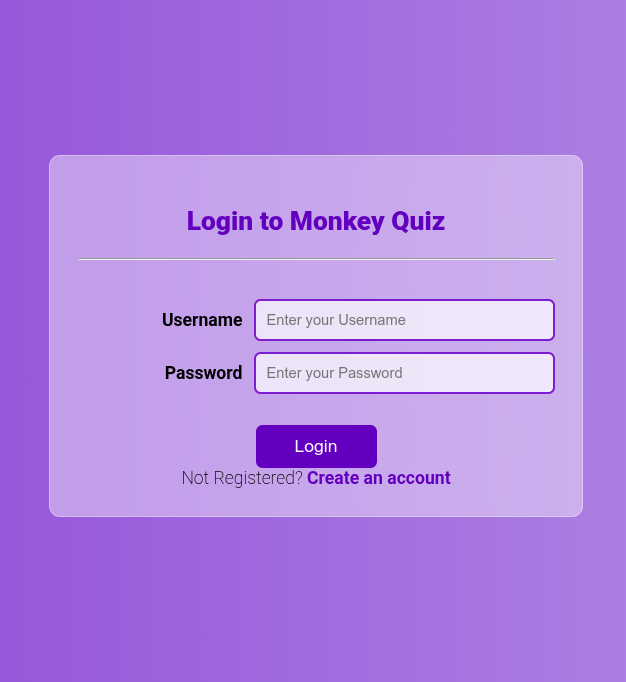 Login to Monkey Quiz
Username Enter your Username
Password Enter your Password
Login
Not Registered? Create an account